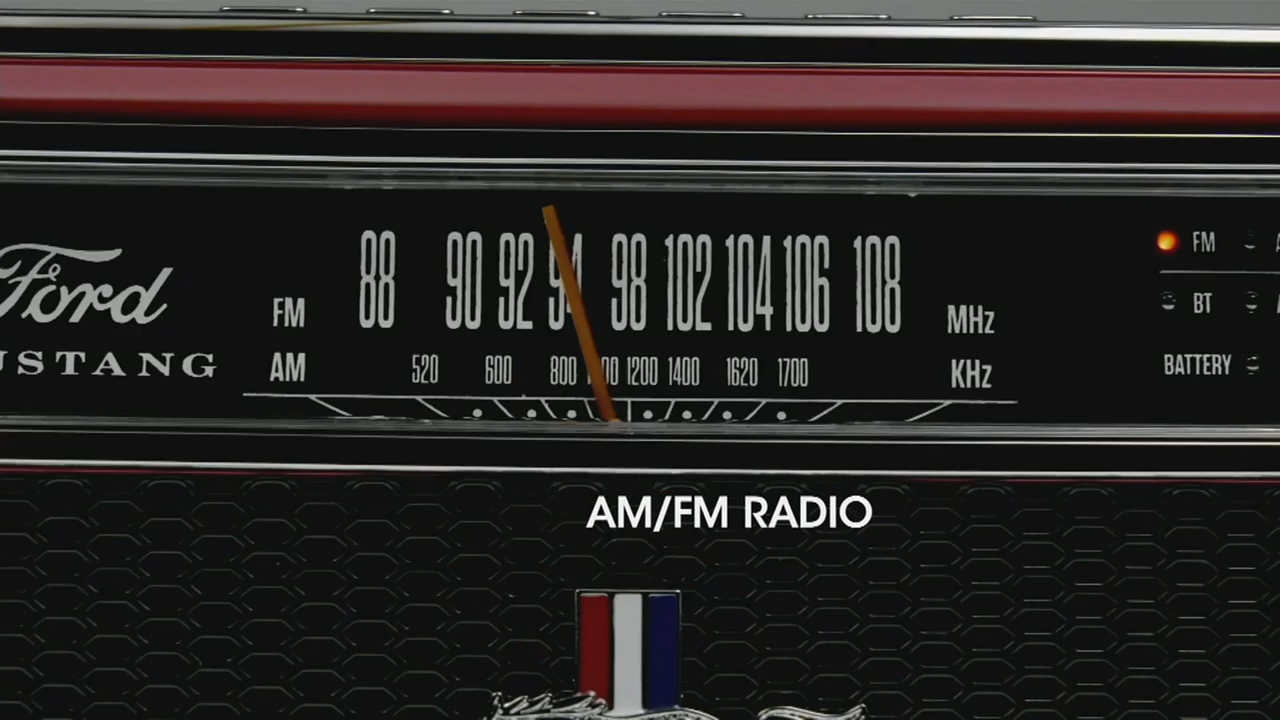 Ford
USTANG
FM 88 90 92 94 98 102 104 106 108 MHz
AM 520 600 800 1200 1400 1620 1700 KHz
FM
BT
BATTERY
AM/FM RADIO